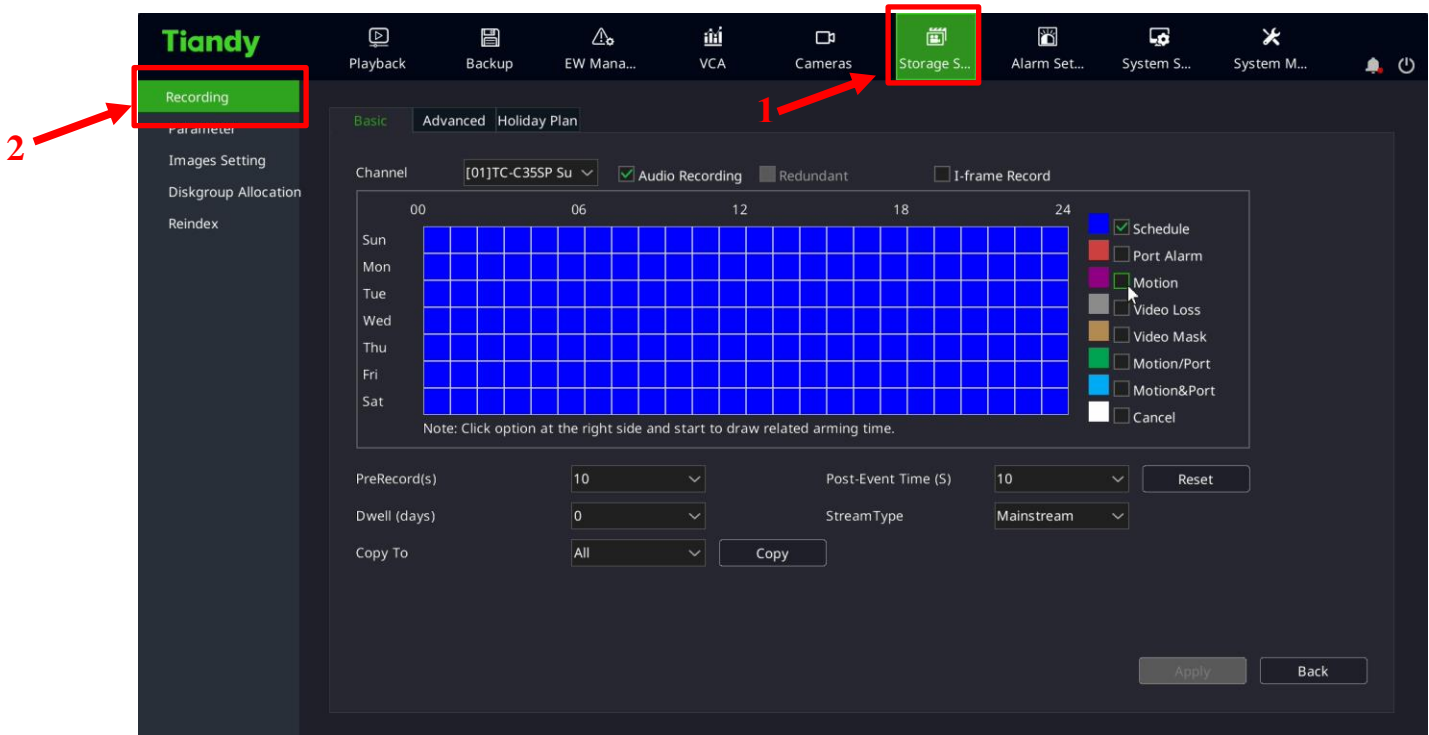 Tiandy
Playback Backup EW Mana... VCA Cameras Storage S... Alarm Set... System S... System M...
1
2
Recording
Parameter
Images Setting
Diskgroup Allocation
Reindex
Basic Advanced Holiday Plan
Channel [01]TC-C35SP Su Audio Recording Redundant I-frame Record
00 06 12 18 24
Sun
Mon
Tue
Wed
Thu
Fri
Sat
Schedule
Port Alarm
Motion
Video Loss
Video Mask
Motion/Port
Motion&Port
Cancel
Note: Click option at the right side and start to draw related arming time.
PreRecord(s) 10 Post-Event Time (S) 10 Reset
Dwell (days) 0 StreamType Mainstream
Copy To All Copy
Apply Back